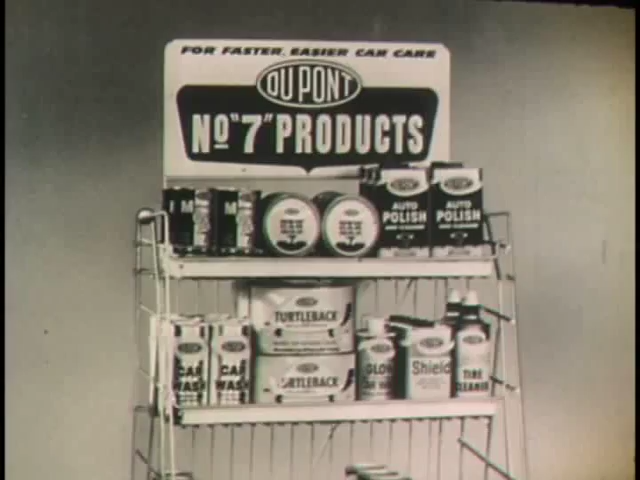 FOR FASTER, EASIER CAR CARE
DU PONT
No "7" PRODUCTS
AUTO
POLISH
AUTO
POLISH
TURTLEBACK
CAR
WASH
CAR
WASH
TURTLEBACK
Shield
TIRE
CLEANER